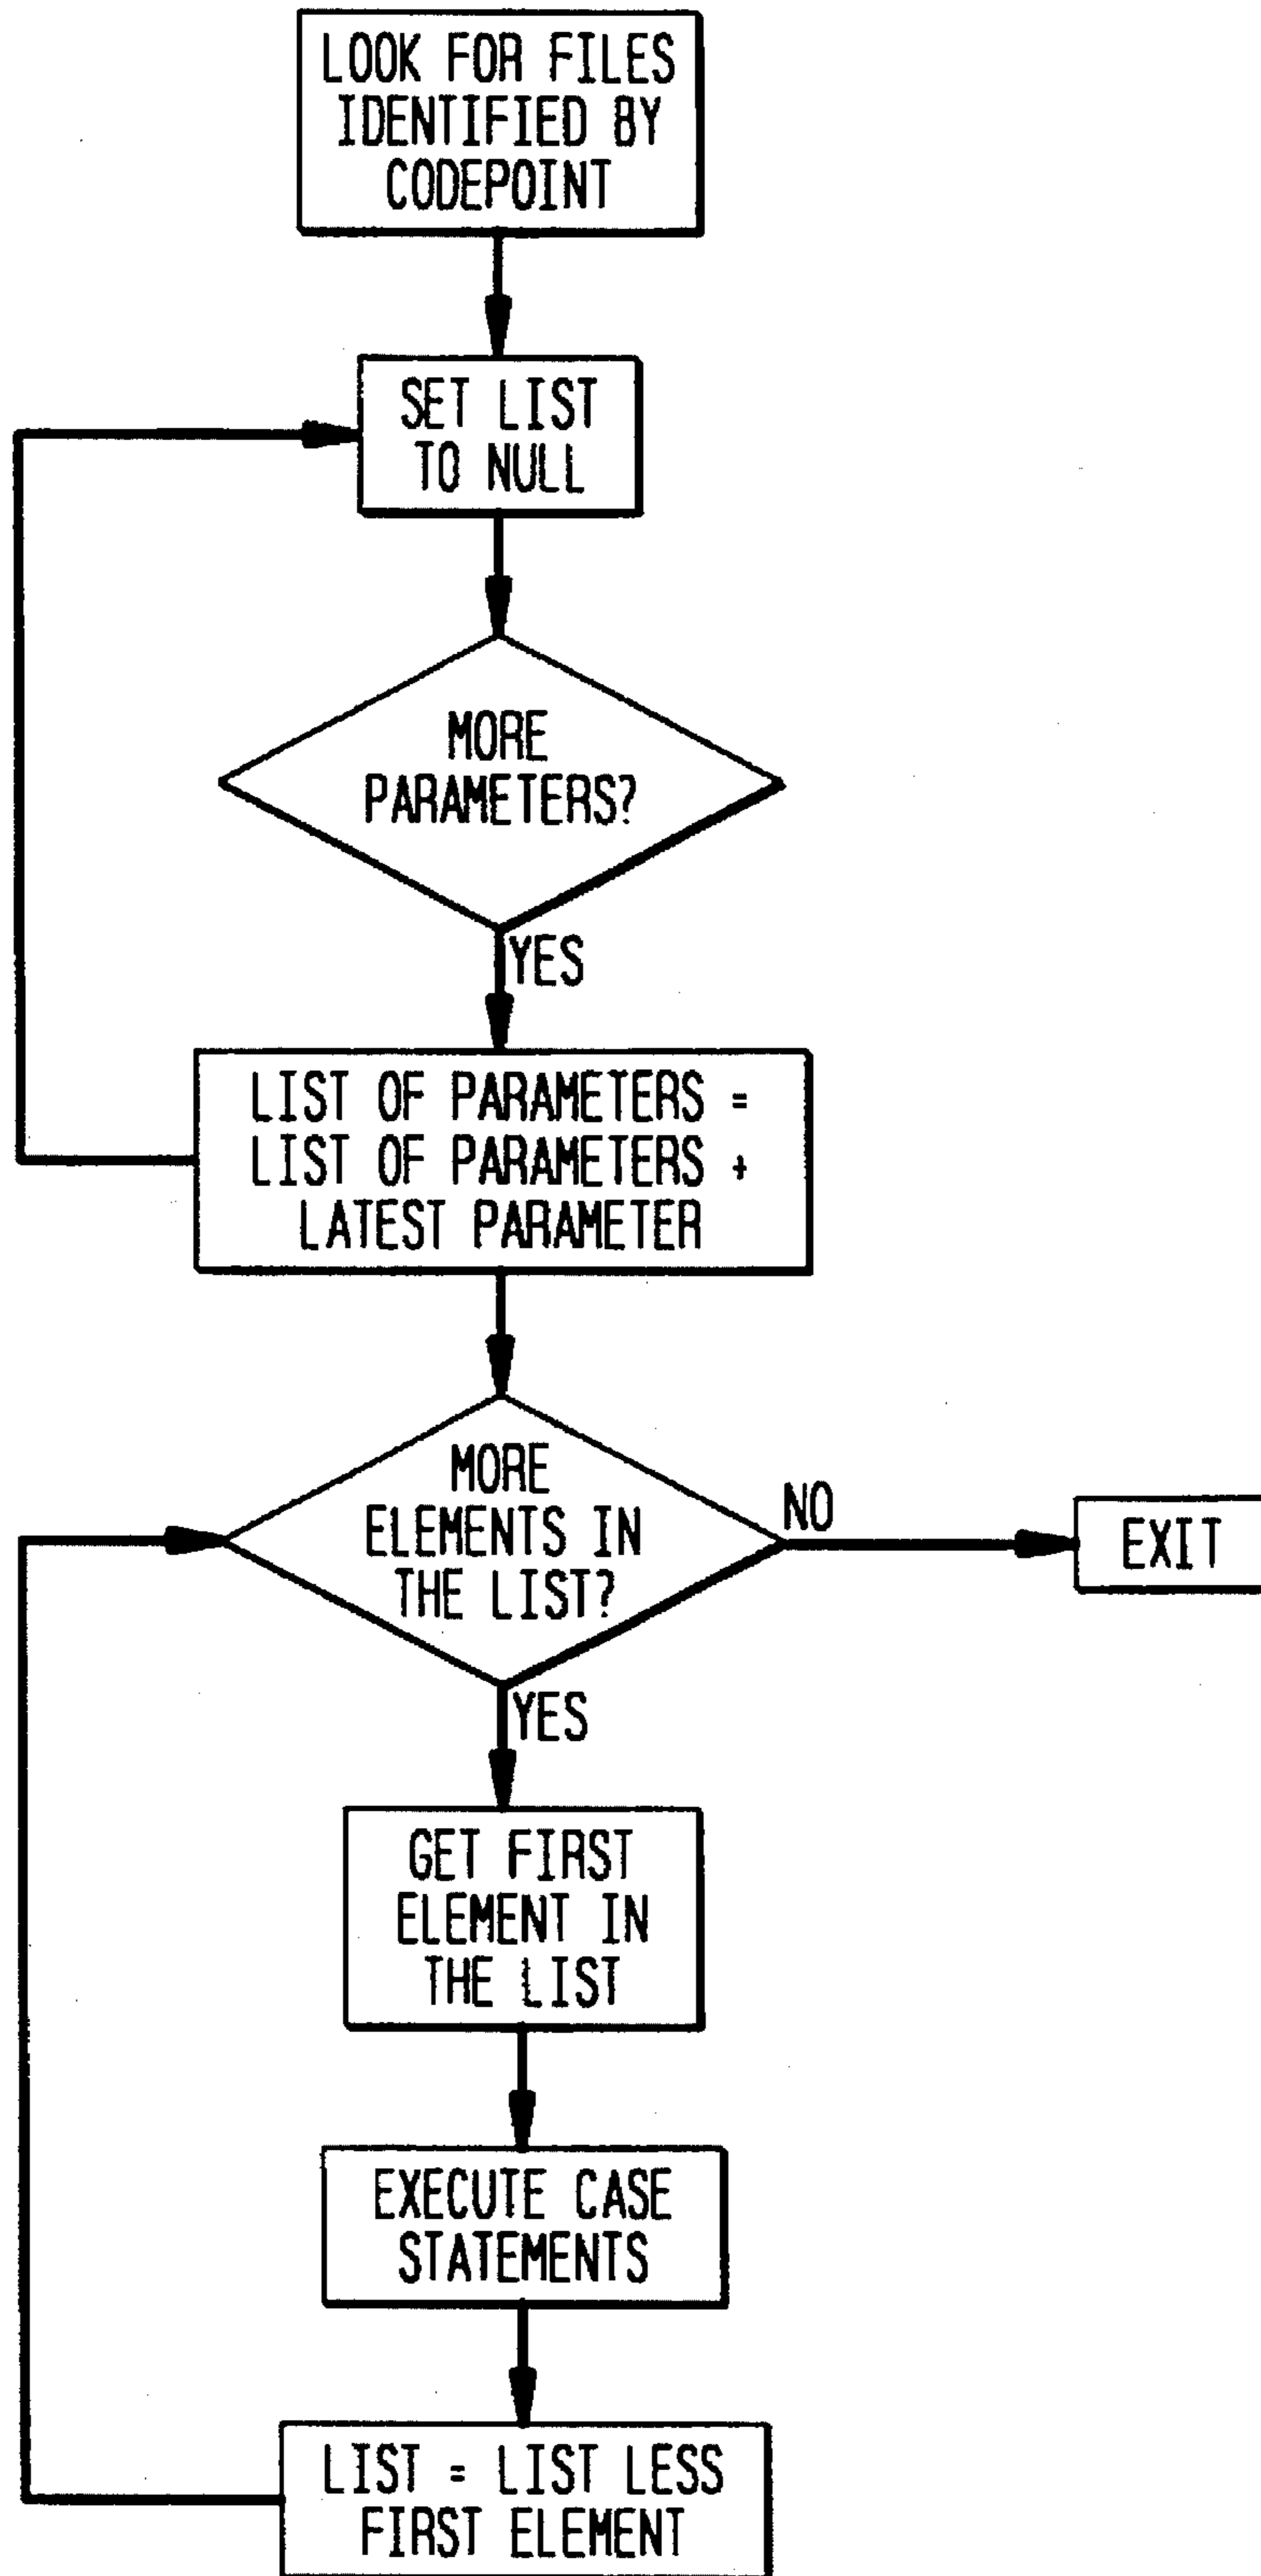 LOOK FOR FILES
IDENTIFIED BY
CODEPOINT
SET LIST
TO NULL
MORE
PARAMETERS?
YES
LIST OF PARAMETERS =
LIST OF PARAMETERS +
LATEST PARAMETER
MORE
ELEMENTS IN
THE LIST?
NO
EXIT
YES
GET FIRST
ELEMENT IN
THE LIST
EXECUTE CASE
STATEMENTS
LIST = LIST LESS
FIRST ELEMENT